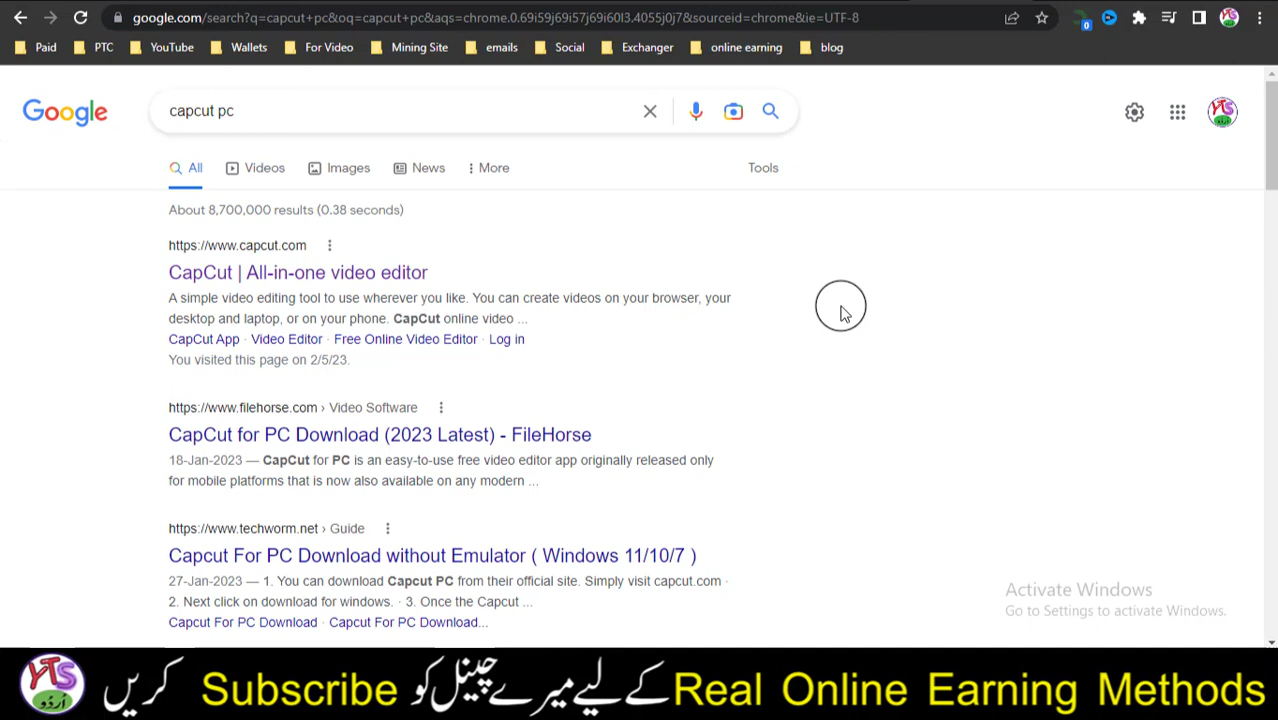 google.com/search?q=capcut+pc&oq=capcut+pc&aqs=chrome.0.69i59j69i57j69i60l3.4055j0j7&sourceid=chrome&ie=UTF-8
0
Paid PTC YouTube Wallets For Video Mining Site emails Social Exchanger online earning blog
Google
capcut pc
YTS
اردو
All Videos Images News More Tools
About 8,700,000 results (0.38 seconds)
https://www.capcut.com
CapCut | All-in-one video editor
A simple video editing tool to use wherever you like. You can create videos on your browser, your
desktop and laptop, or on your phone. CapCut online video ...
CapCut App · Video Editor · Free Online Video Editor · Log in
You visited this page on 2/5/23.
https://www.filehorse.com › Video Software
CapCut for PC Download (2023 Latest) - FileHorse
18-Jan-2023 — CapCut for PC is an easy-to-use free video editor app originally released only
for mobile platforms that is now also available on any modern ...
https://www.techworm.net › Guide
Capcut For PC Download without Emulator ( Windows 11/10/7 )
27-Jan-2023 — 1. You can download Capcut PC from their official site. Simply visit capcut.com ·
2. Next click on download for windows. · 3. Once the Capcut ...
Capcut For PC Download · Capcut For PC Download...
Activate Windows
Go to Settings to activate Windows.
YTS
اردو
Real Online Earning Methods کے لیے میرے چینل کو Subscribe کریں